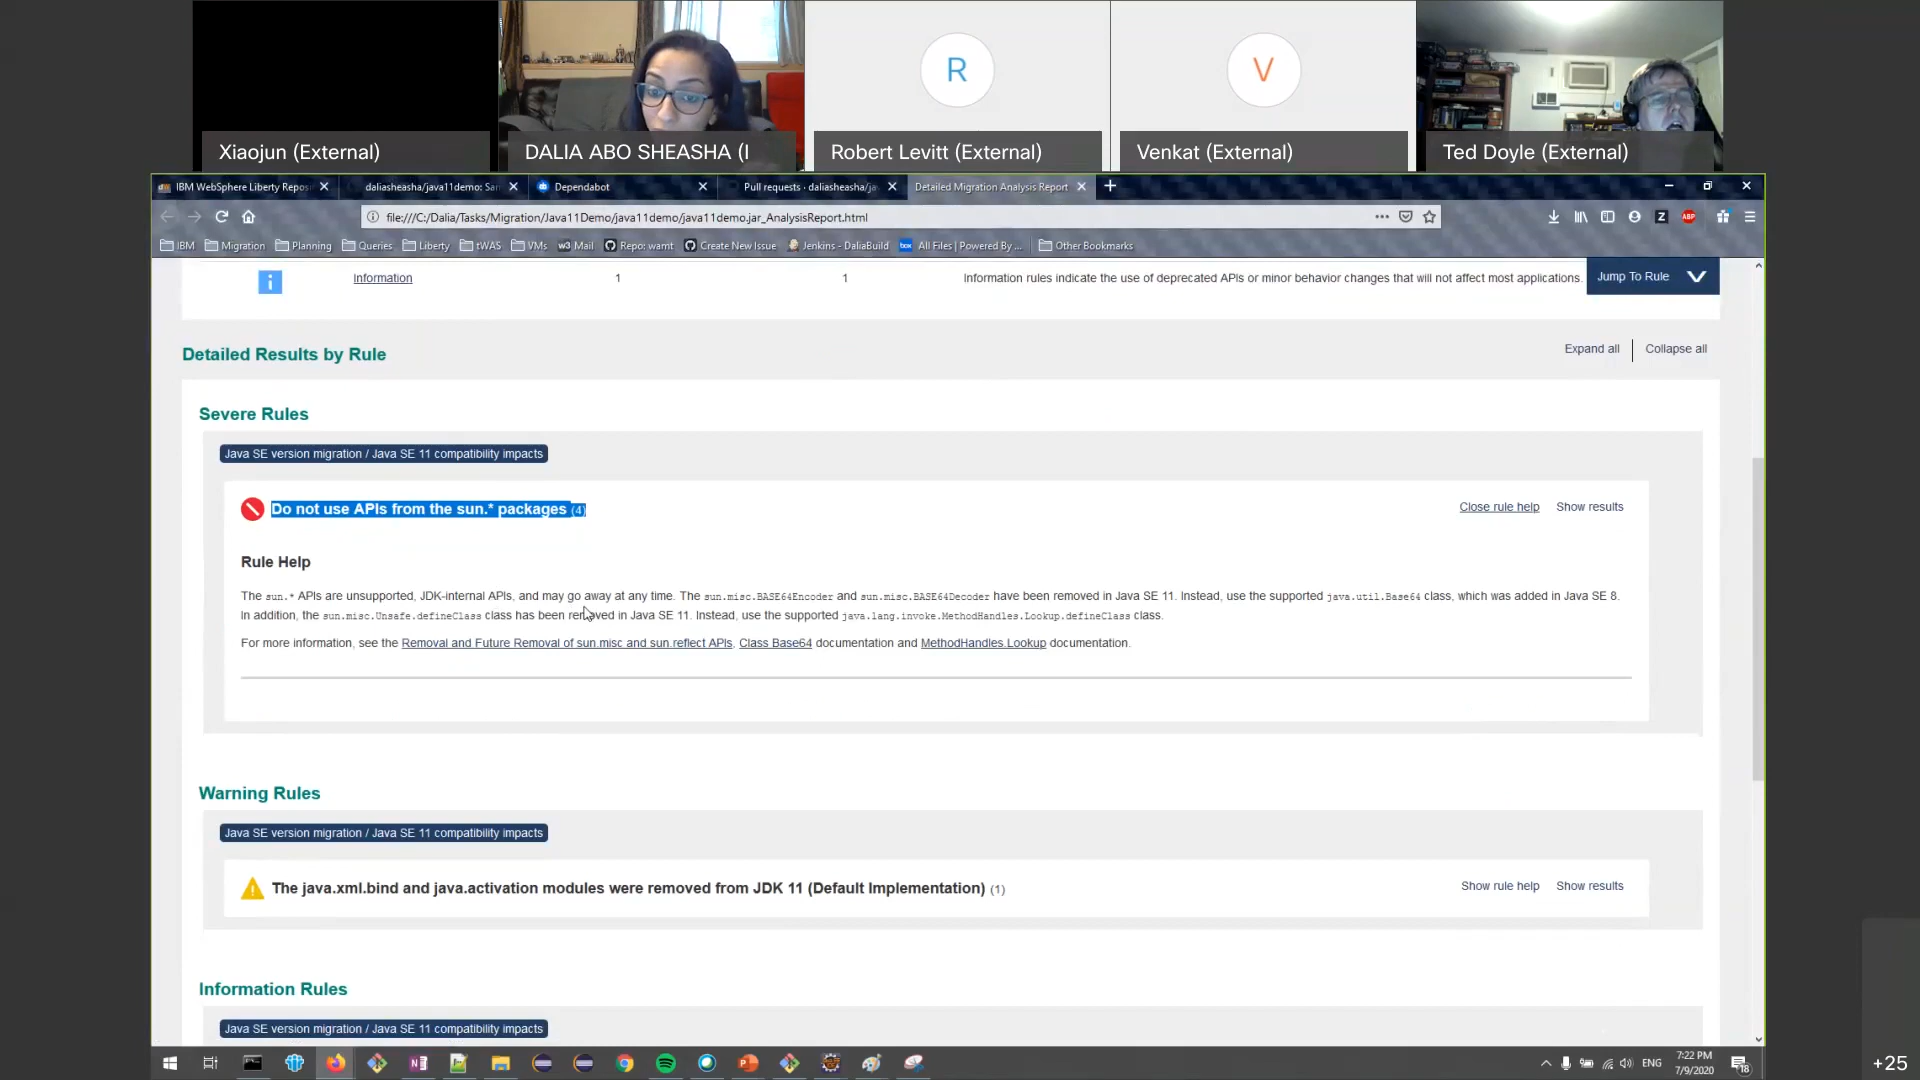 R
V
Xiaojun (External)
DALIA ABO SHEASHA (I
Robert Levitt (External)
Venkat (External)
Ted Doyle (External)
IBM WebSphere Liberty Repos
daliasheasha/java11demo: Sam
Dependabot
Pull requests · daliasheasha/ja
Detailed Migration Analysis Report
file:///C:/Dalia/Tasks/Migration/Java11Demo/java11demo/java11demo.jar_AnalysisReport.html
Z
ABP
IBM
Migration
Planning
Queries
Liberty
tWAS
VMs
w3 Mail
Repo: wamt
Create New Issue
Jenkins - DaliaBuild
box All Files | Powered By ...
Other Bookmarks
i Information 1 1 Information rules indicate the use of deprecated APIs or minor behavior changes that will not affect most applications.
Jump To Rule
Detailed Results by Rule
Expand all
Collapse all
Severe Rules
Java SE version migration / Java SE 11 compatibility impacts
Do not use APIs from the sun.* packages (4)
Close rule help
Show results
Rule Help
The sun.* APIs are unsupported, JDK-internal APIs, and may go away at any time. The sun.misc.BASE64Encoder and sun.misc.BASE64Decoder have been removed in Java SE 11. Instead, use the supported java.util.Base64 class, which was added in Java SE 8.
In addition, the sun.misc.Unsafe.defineClass class has been removed in Java SE 11. Instead, use the supported java.lang.invoke.MethodHandles.Lookup.defineClass class.
For more information, see the Removal and Future Removal of sun.misc and sun.reflect APIs, Class Base64 documentation and MethodHandles.Lookup documentation.
Warning Rules
Java SE version migration / Java SE 11 compatibility impacts
The java.xml.bind and java.activation modules were removed from JDK 11 (Default Implementation) (1)
Show rule help
Show results
Information Rules
Java SE version migration / Java SE 11 compatibility impacts
ENG
7:22 PM
7/9/2020
18
+25